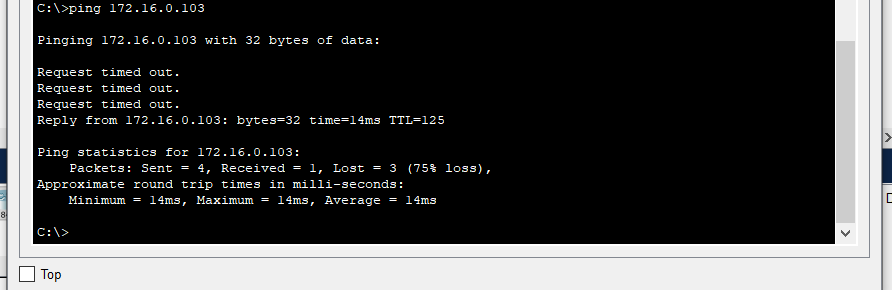 C:\>ping 172.16.0.103
Pinging 172.16.0.103 with 32 bytes of data:
Request timed out.
Request timed out.
Request timed out.
Reply from 172.16.0.103: bytes=32 time=14ms TTL=125
Ping statistics for 172.16.0.103:
Packets: Sent = 4, Received = 1, Lost = 3 (75% loss),
Approximate round trip times in milli-seconds:
Minimum = 14ms, Maximum = 14ms, Average = 14ms
C:\>
Top